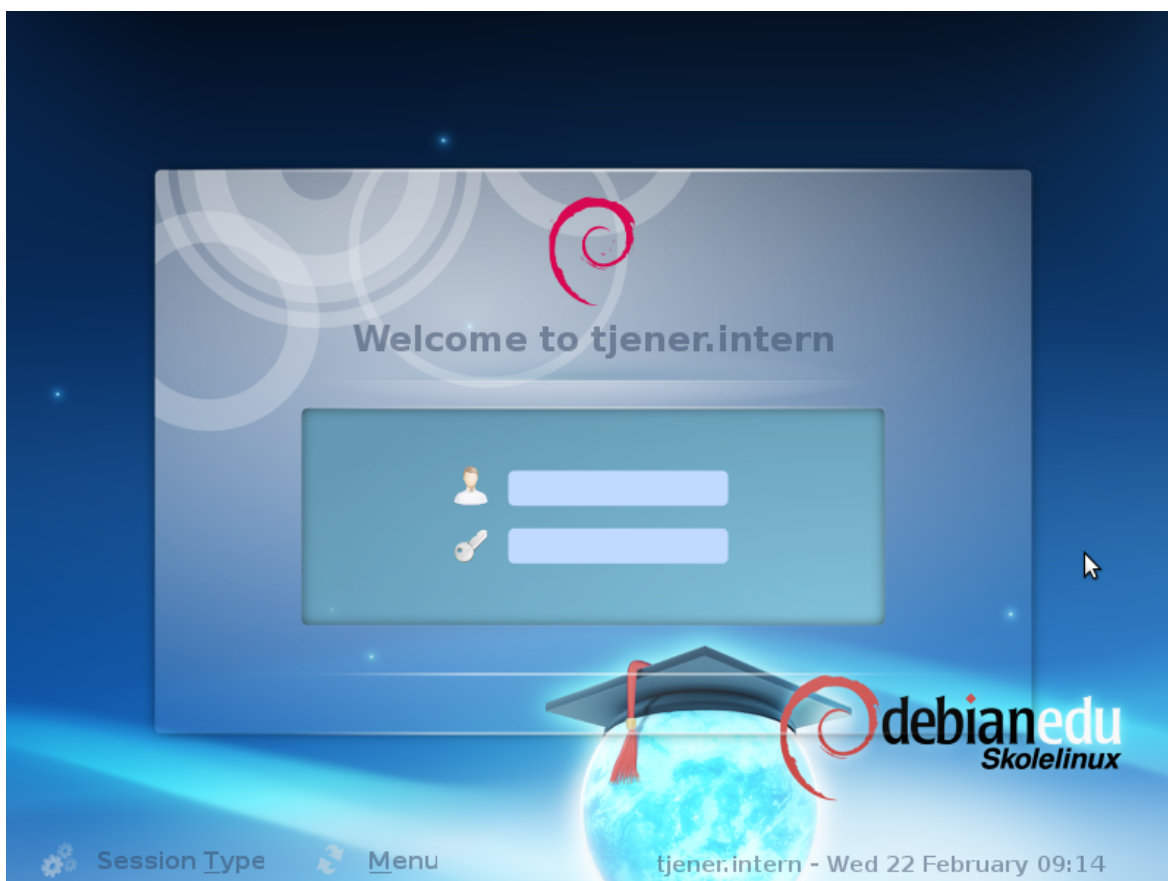 Welcome to tjener.intern
debianedu
Skolelinux
Session Type
Menu
tjener.intern - Wed 22 February 09:14